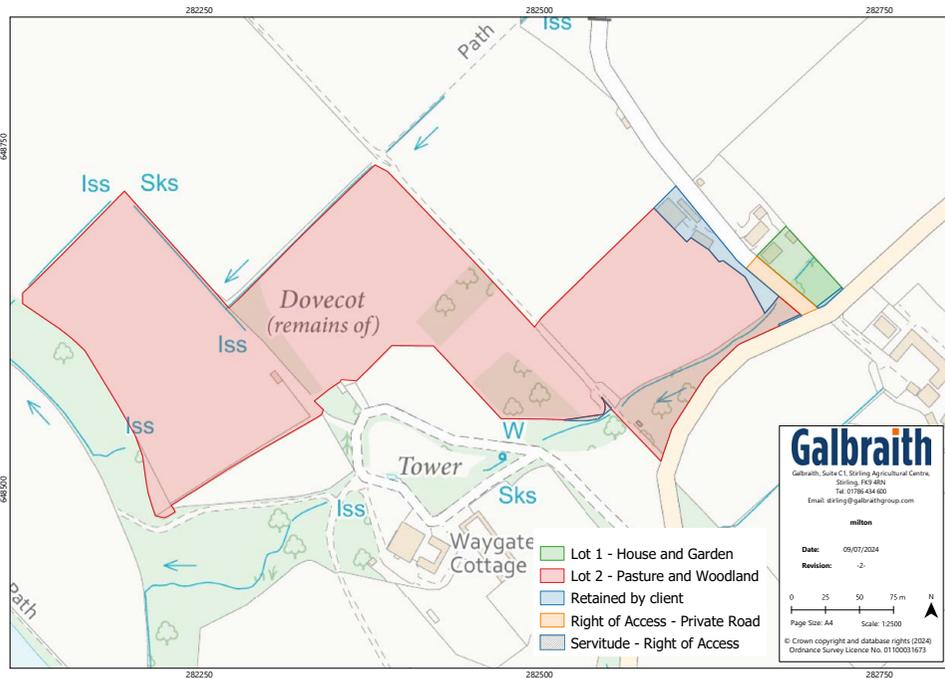 282250
282500
282750
648750
648500
Iss
Path
Iss
Sks
Dovecot
(remains of)
Iss
Iss
W
Tower
Sks
Iss
Waygate
Cottage
Path
Lot 1 - House and Garden
Lot 2 - Pasture and Woodland
Retained by client
Right of Access - Private Road
Servitude - Right of Access
Galbraith
Galbraith, Suite C1, Stirling Agricultural Centre,
Stirling, FK9 4RN
Tel: 01786 434 600
Email: stirling@galbraithgroup.com
milton
Date: 09/07/2024
Revision: -2-
0 25 50 75 m N
Page Size: A4 Scale: 1:2500
© Crown copyright and database rights (2024)
Ordnance Survey Licence No. 01100031673
282250
282500
282750